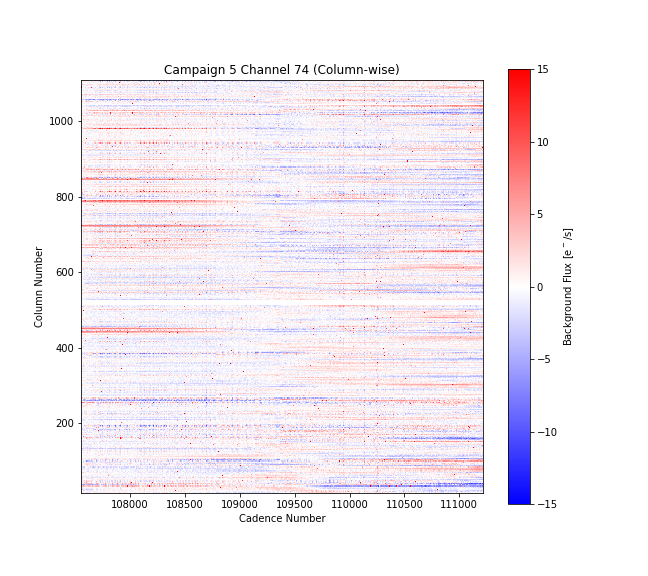 Campaign 5 Channel 74 (Column-wise)
1000
800
600
400
200
Column Number
108000 108500 109000 109500 110000 110500 111000
Cadence Number
15
10
5
0
−5
−10
−15
Background Flux [e⁻/s]